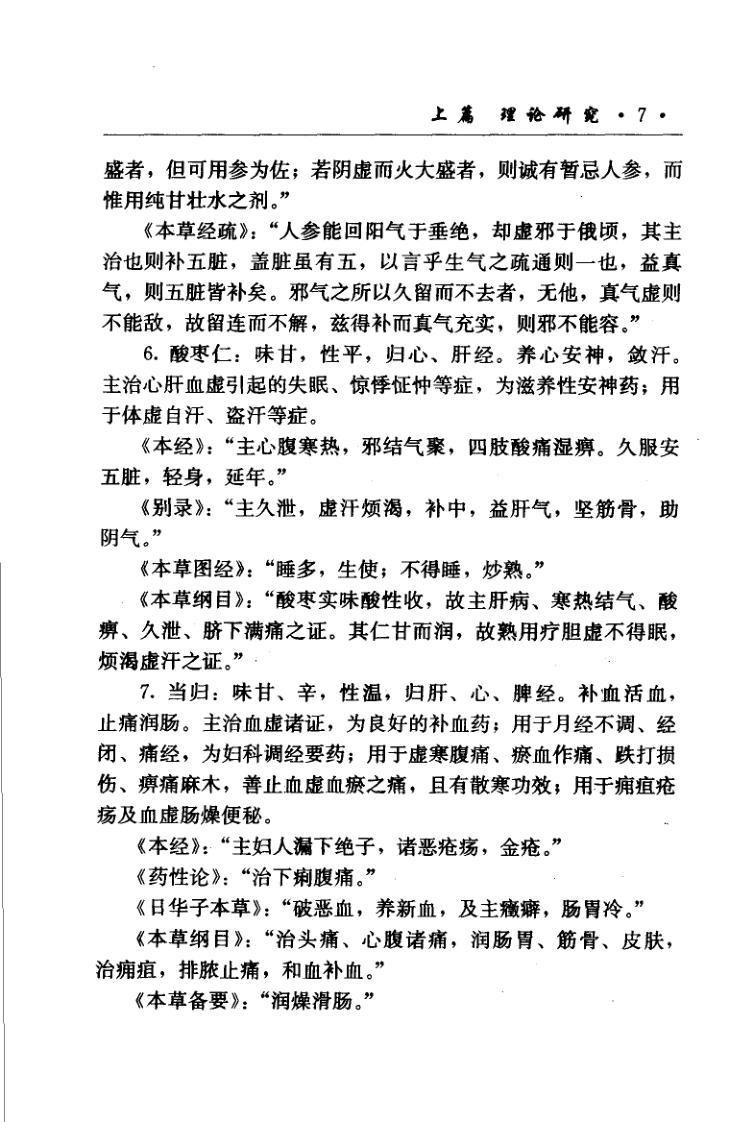 上篇 理论研究 · 7 ·
盛者，但可用参为佐；若阴虚而火大盛者，则诚有暂忌人参，而
惟用纯甘壮水之剂。”
《本草经疏》：“人参能回阳气于垂绝，却虚邪于俄顷，其主
治也则补五脏，盖脏虽有五，以言乎生气之疏通则一也，益真
气，则五脏皆补矣。邪气之所以久留而不去者，无他，真气虚则
不能敌，故留连而不解，兹得补而真气充实，则邪不能容。”
6. 酸枣仁：味甘，性平，归心、肝经。养心安神，敛汗。
主治心肝血虚引起的失眠、惊悸怔忡等症，为滋养性安神药；用
于体虚自汗、盗汗等症。
《本经》：“主心腹寒热，邪结气聚，四肢酸痛湿痹。久服安
五脏，轻身，延年。”
《别录》：“主久泄，虚汗烦渴，补中，益肝气，坚筋骨，助
阴气。”
《本草图经》：“睡多，生使；不得睡，炒熟。”
《本草纲目》：“酸枣实味酸性收，故主肝病、寒热结气、酸
痹、久泄、脐下满痛之证。其仁甘而润，故熟用疗胆虚不得眠，
烦渴虚汗之证。”
7. 当归：味甘、辛，性温，归肝、心、脾经。补血活血，
止痛润肠。主治血虚诸证，为良好的补血药；用于月经不调、经
闭、痛经，为妇科调经要药；用于虚寒腹痛、瘀血作痛、跌打损
伤、痹痛麻木，善止血虚血瘀之痛，且有散寒功效；用于痈疽疮
疡及血虚肠燥便秘。
《本经》：“主妇人漏下绝子，诸恶疮疡，金疮。”
《药性论》：“治下痢腹痛。”
《日华子本草》：“破恶血，养新血，及主癥癖，肠胃冷。”
《本草纲目》：“治头痛、心腹诸痛，润肠胃、筋骨、皮肤，
治痈疽，排脓止痛，和血补血。”
《本草备要》：“润燥滑肠。”